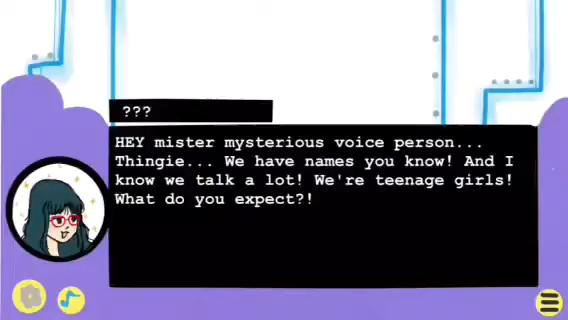 ???
HEY mister mysterious voice person...
Thingie... We have names you know! And I
know we talk a lot! We're teenage girls!
What do you expect?!